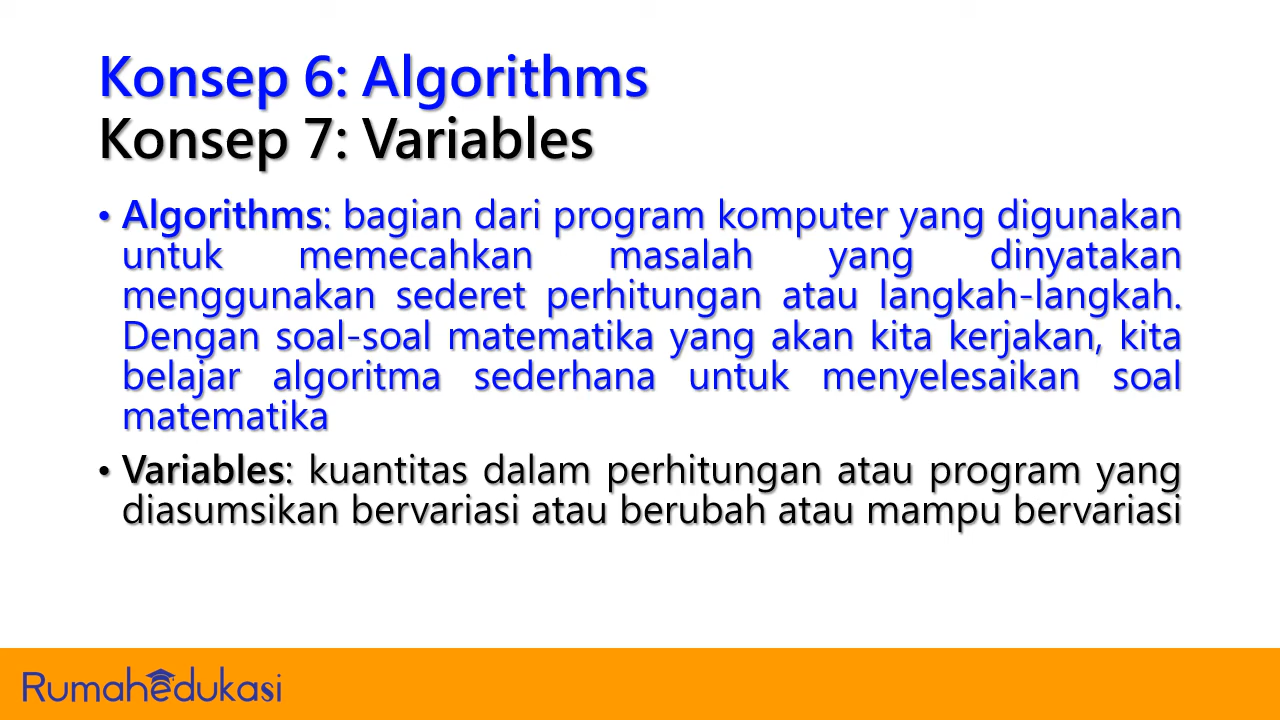 Konsep 6: Algorithms
Konsep 7: Variables
• Algorithms: bagian dari program komputer yang digunakan
untuk memecahkan masalah yang dinyatakan
menggunakan sederet perhitungan atau langkah-langkah.
Dengan soal-soal matematika yang akan kita kerjakan, kita
belajar algoritma sederhana untuk menyelesaikan soal
matematika
• Variables: kuantitas dalam perhitungan atau program yang
diasumsikan bervariasi atau berubah atau mampu bervariasi
RumahEdukasi